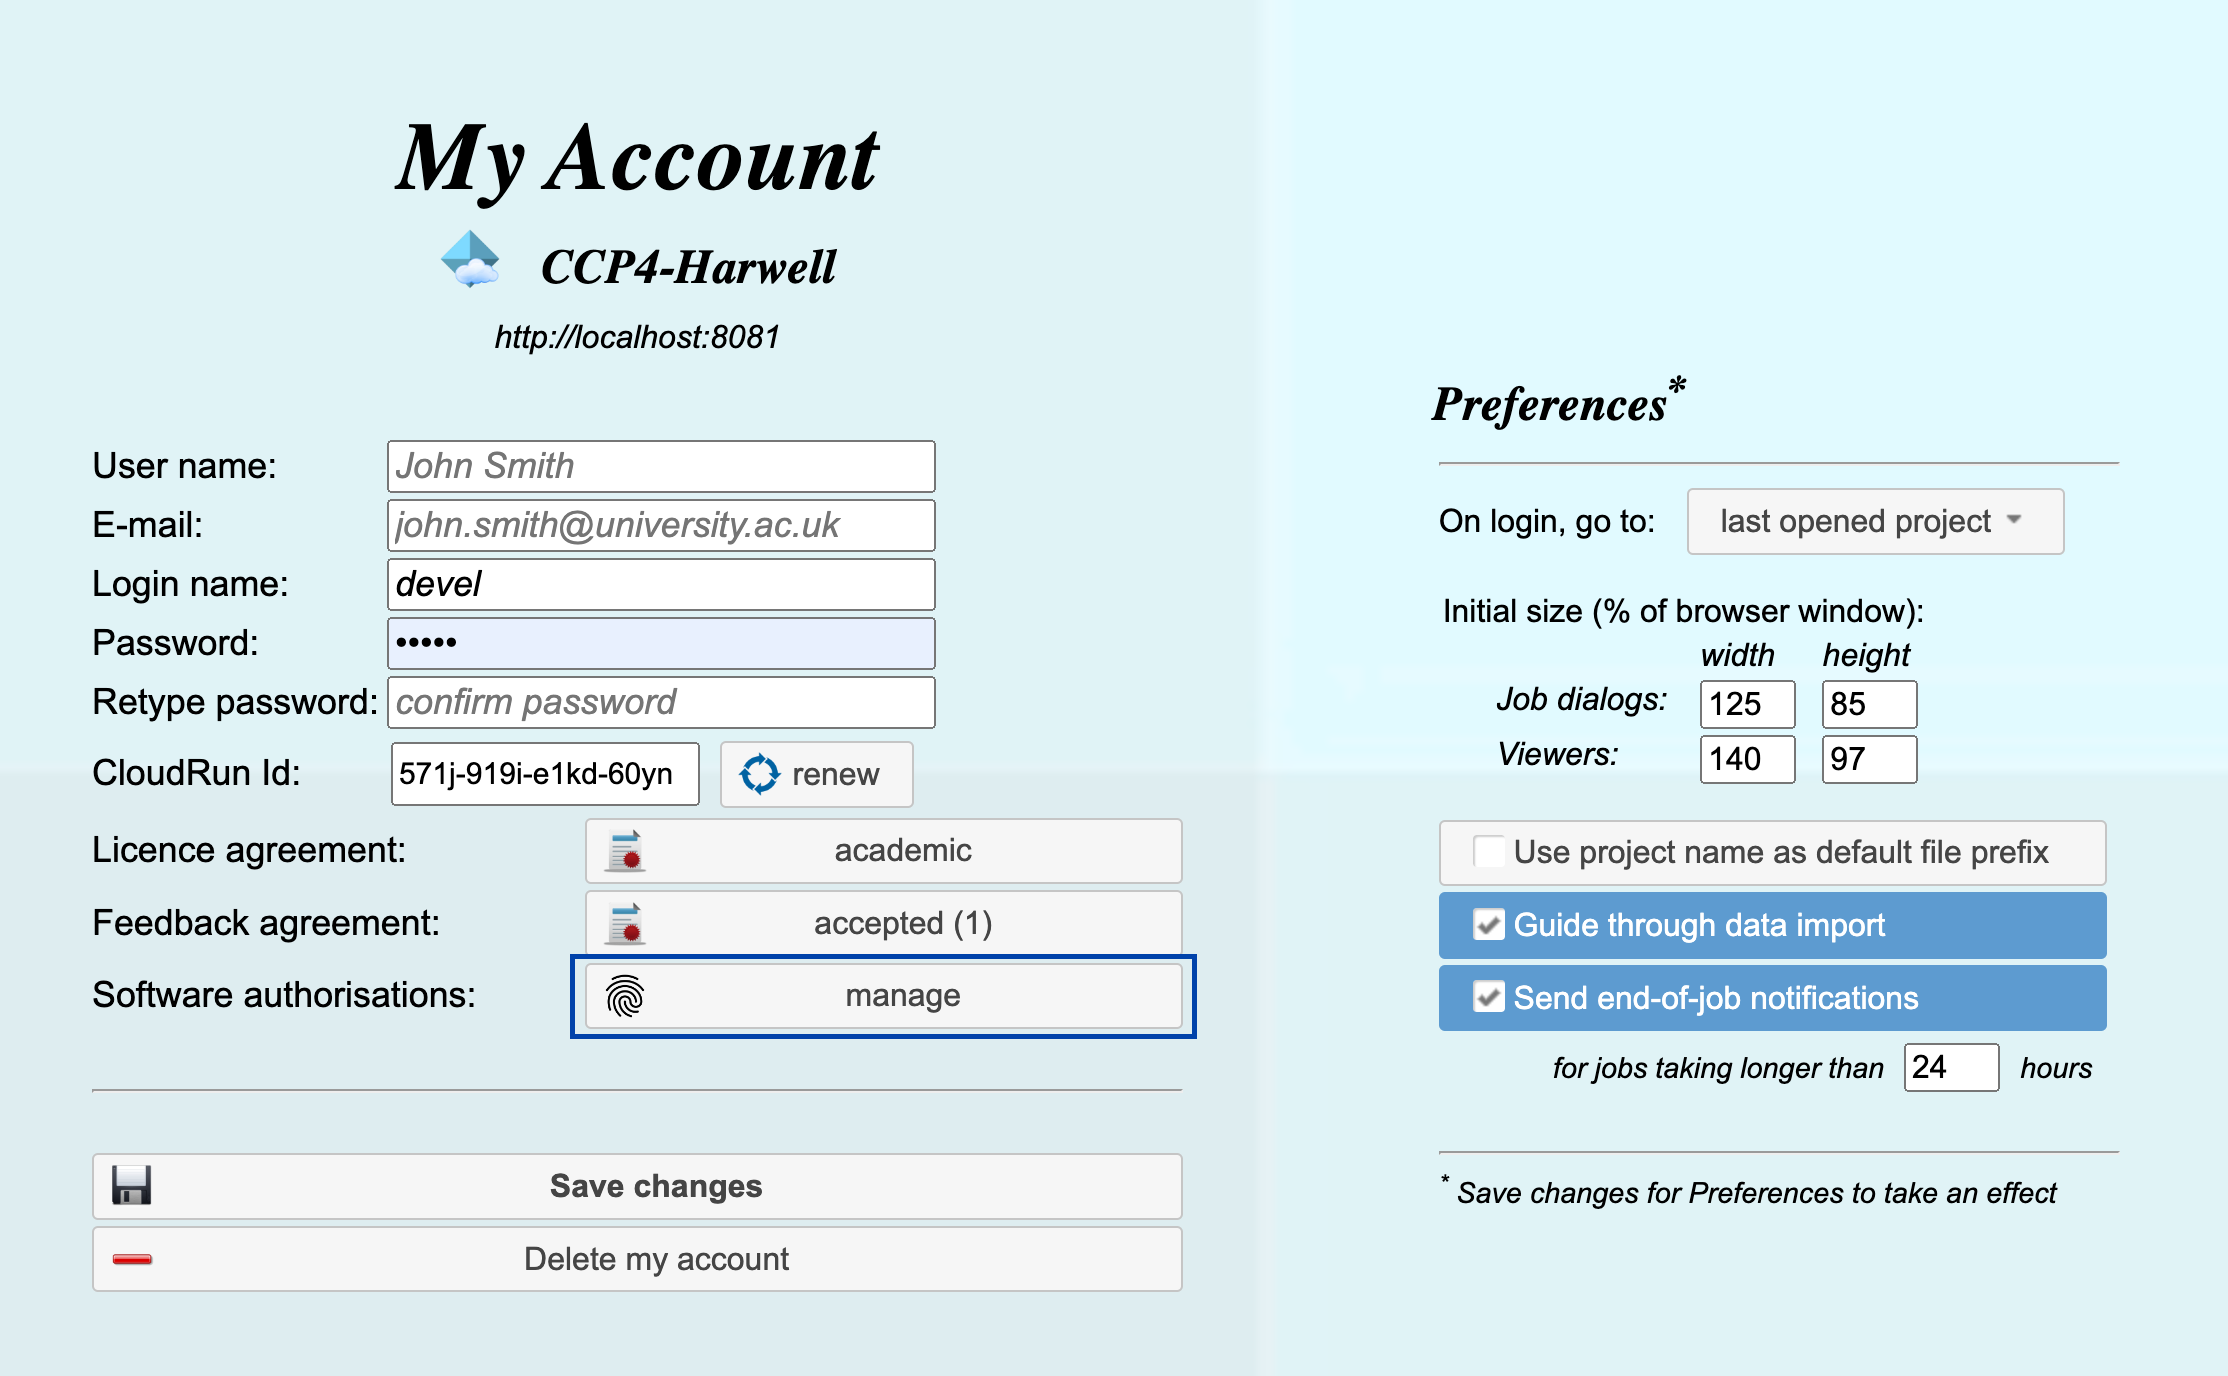 My Account
CCP4-Harwell
http://localhost:8081
User name: John Smith
E-mail: john.smith@university.ac.uk
Login name: devel
Password: •••••
Retype password: confirm password
CloudRun Id: 571j-919i-e1kd-60yn renew
Licence agreement: academic
Feedback agreement: accepted (1)
Software authorisations: manage
Save changes
Delete my account
Preferences*
On login, go to: last opened project
Initial size (% of browser window):
width height
Job dialogs: 125 85
Viewers: 140 97
Use project name as default file prefix
Guide through data import
Send end-of-job notifications
for jobs taking longer than 24 hours
* Save changes for Preferences to take an effect